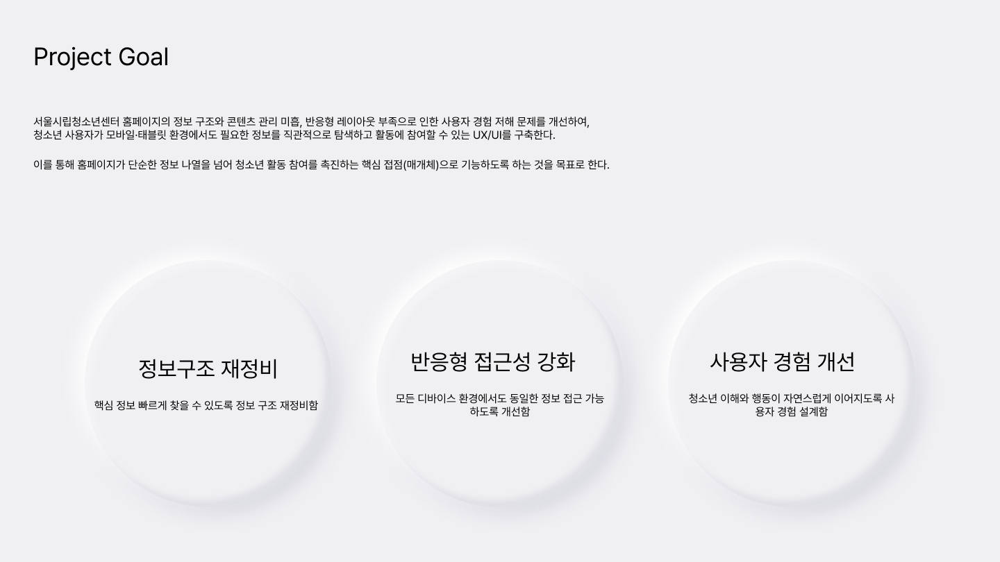 Project Goal
서울시립청소년센터 홈페이지의 정보 구조와 콘텐츠 관리 미흡, 반응형 레이아웃 부족으로 인한 사용자 경험 저해 문제를 개선하여,
청소년 사용자가 모바일·태블릿 환경에서도 필요한 정보를 직관적으로 탐색하고 활동에 참여할 수 있는 UX/UI를 구축한다.
이를 통해 홈페이지가 단순한 정보 나열을 넘어 청소년 활동 참여를 촉진하는 핵심 접점(매개체)으로 기능하도록 하는 것을 목표로 한다.
정보구조 재정비
핵심 정보 빠르게 찾을 수 있도록 정보 구조 재정비함
반응형 접근성 강화
모든 디바이스 환경에서도 동일한 정보 접근 가능
하도록 개선함
사용자 경험 개선
청소년 이해와 행동이 자연스럽게 이어지도록 사
용자 경험 설계함